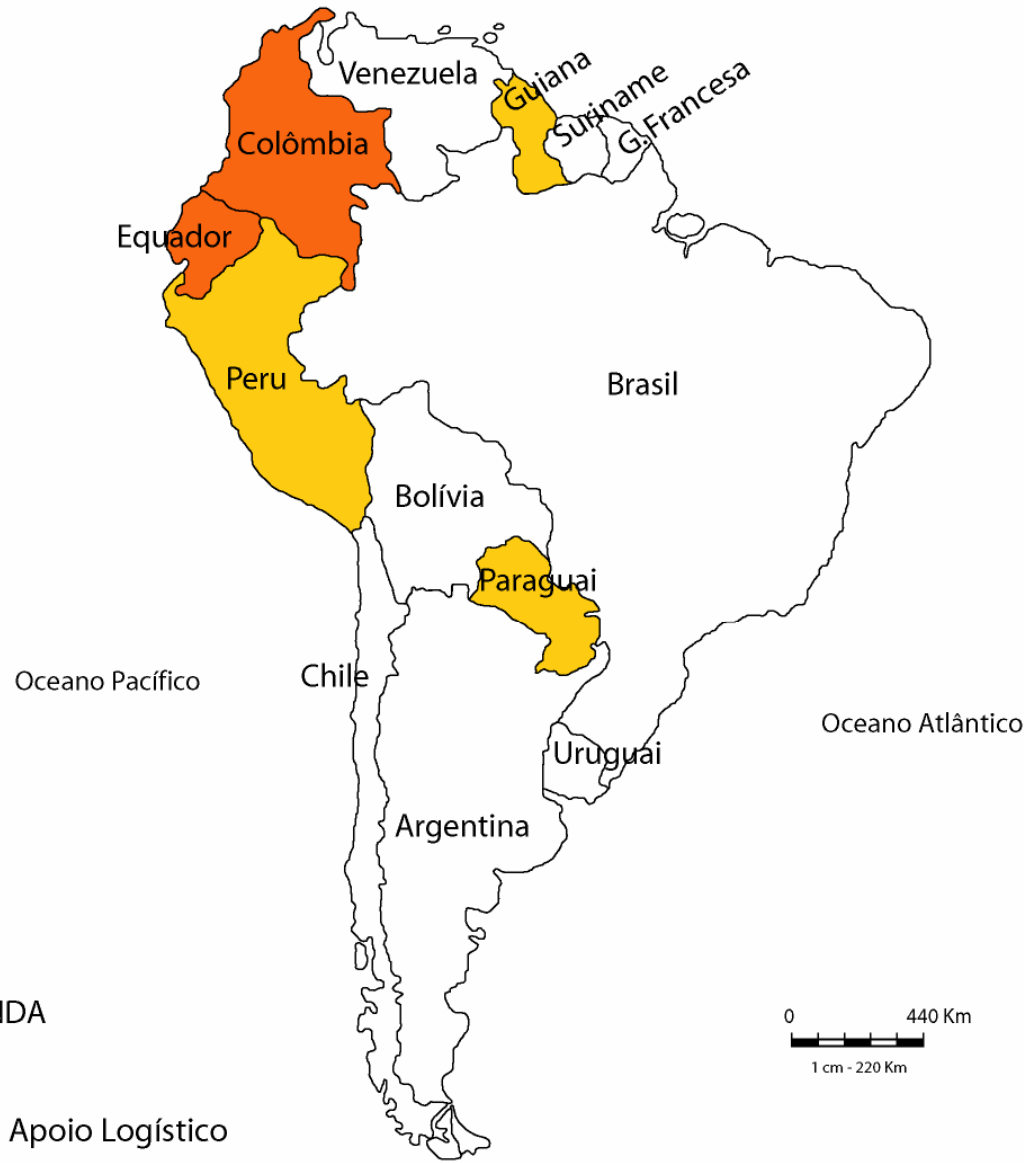 Venezuela
Guiana
Suriname
G.Francesa
Colômbia
Equador
Peru
Brasil
Bolívia
Paraguai
Chile
Oceano Pacífico
Oceano Atlântico
Uruguai
Argentina
NDA
0 440 Km
1 cm - 220 Km
Apoio Logístico